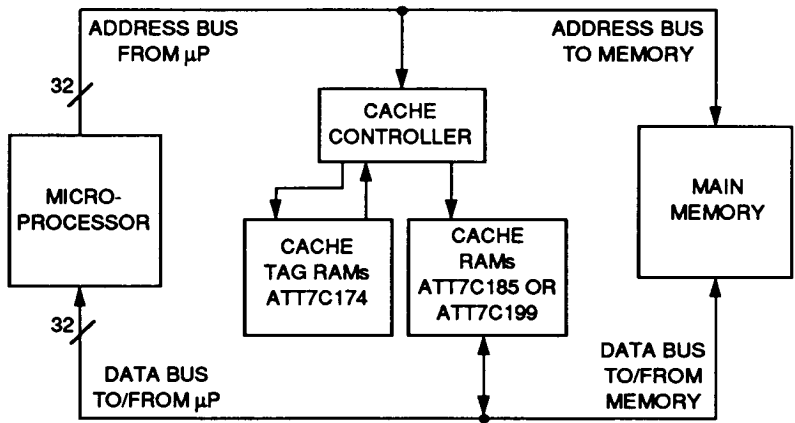 ADDRESS BUS
FROM μP
ADDRESS BUS
TO MEMORY
32
CACHE
CONTROLLER
MICRO-
PROCESSOR
MAIN
MEMORY
CACHE
TAG RAMs
ATT7C174
CACHE
RAMs
ATT7C185 OR
ATT7C199
32
DATA BUS
TO/FROM μP
DATA BUS
TO/FROM
MEMORY